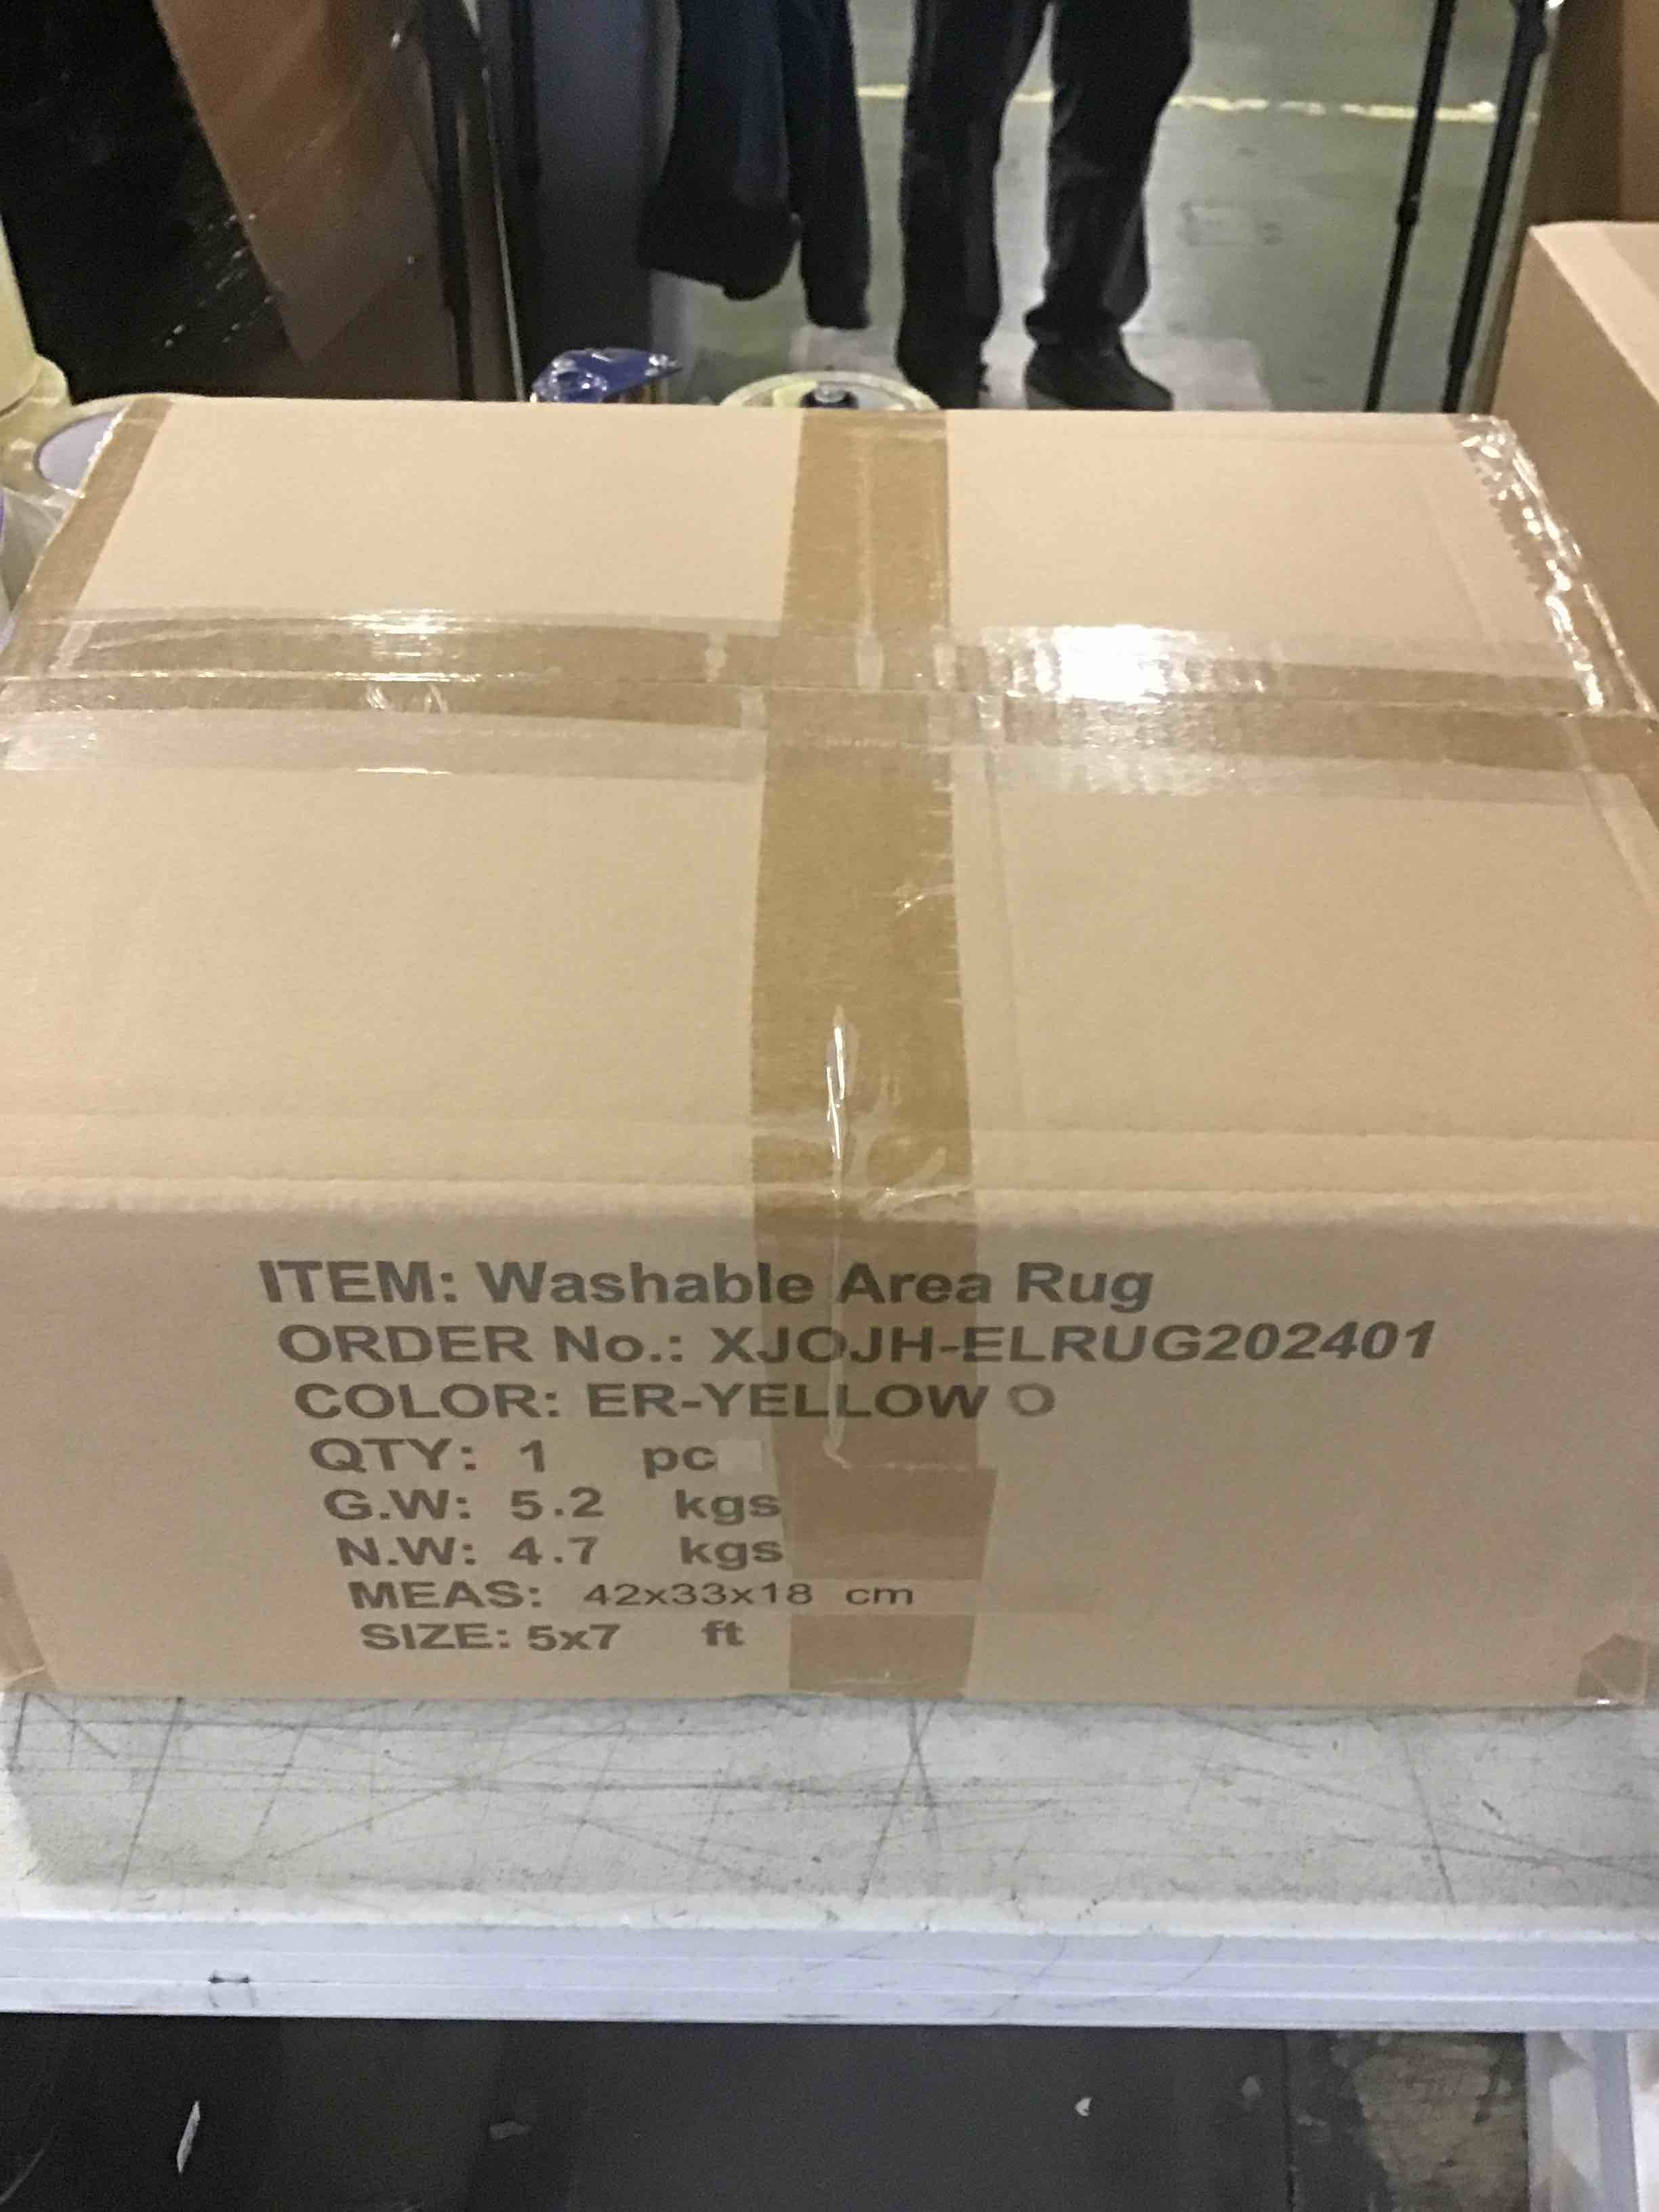 ITEM: Washable Area Rug
ORDER No.: XJOJH-ELRUG202401
COLOR: ER-YELLOW O
QTY: 1 pc
G.W: 5.2 kgs
N.W: 4.7 kgs
MEAS: 42x33x18 cm
SIZE: 5x7 ft